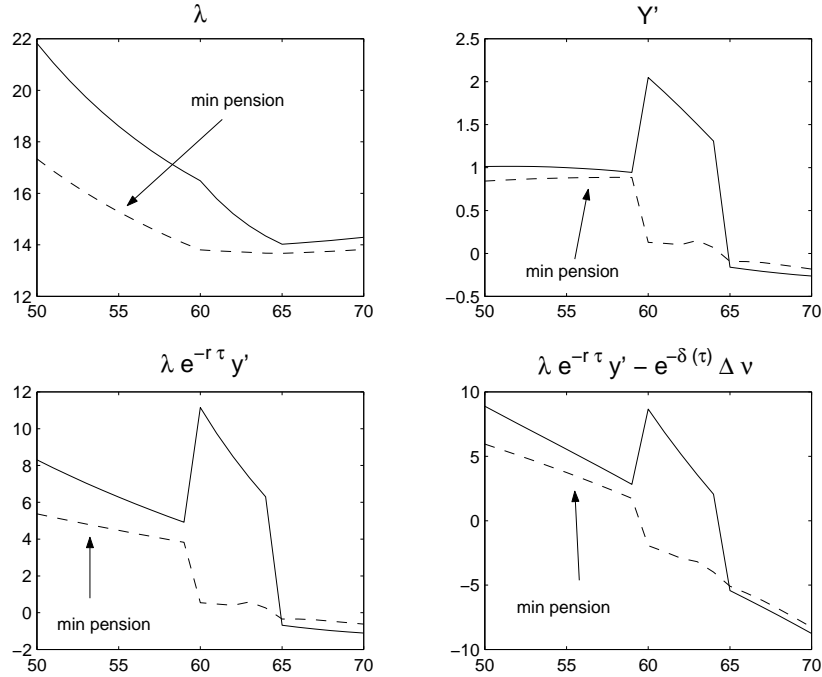 λ
22
20
18
16
14
12
min pension
50 55 60 65 70
Y'
2.5
2
1.5
1
0.5
0
−0.5
min pension
50 55 60 65 70
λ e^{−r τ} y'
12
10
8
6
4
2
0
−2
min pension
50 55 60 65 70
λ e^{−r τ} y' − e^{−δ (τ)} Δ ν
10
5
0
−5
−10
min pension
50 55 60 65 70